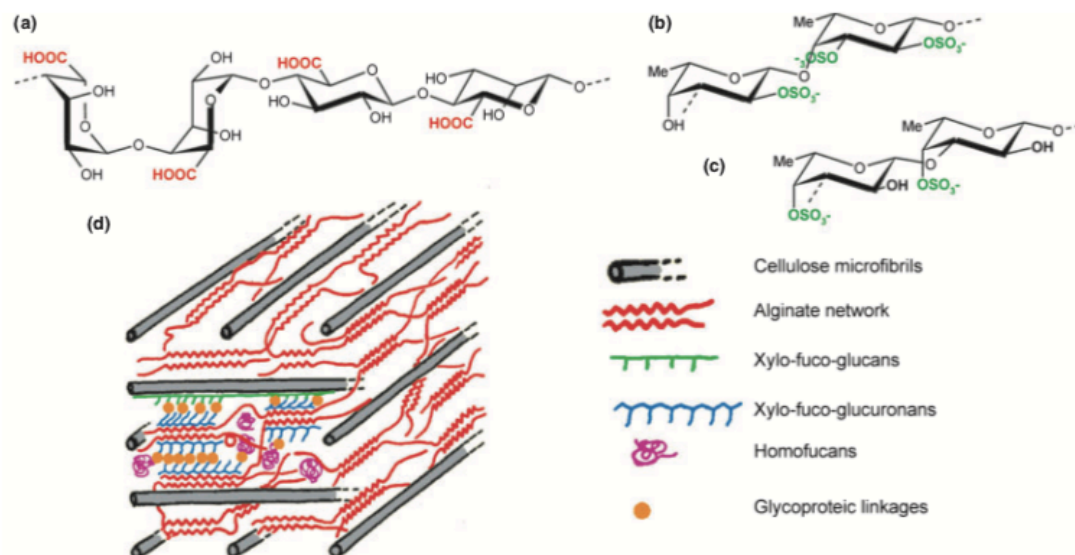 (a)
HOOC
OH
OH
O
O
OH
OH
HOOC
OH
O
O
HOOC
HO
OH
O
O
HO
HOOC
HO
O
O
(b)
Me
O
O
OSO₃⁻
⁻₃OSO
O
Me
O
O
OSO₃⁻
OH
(c)
Me
O
O
OH
OSO₃⁻
O
Me
O
OH
OSO₃⁻
(d)
Cellulose microfibrils
Alginate network
Xylo-fuco-glucans
Xylo-fuco-glucuronans
Homofucans
Glycoproteic linkages